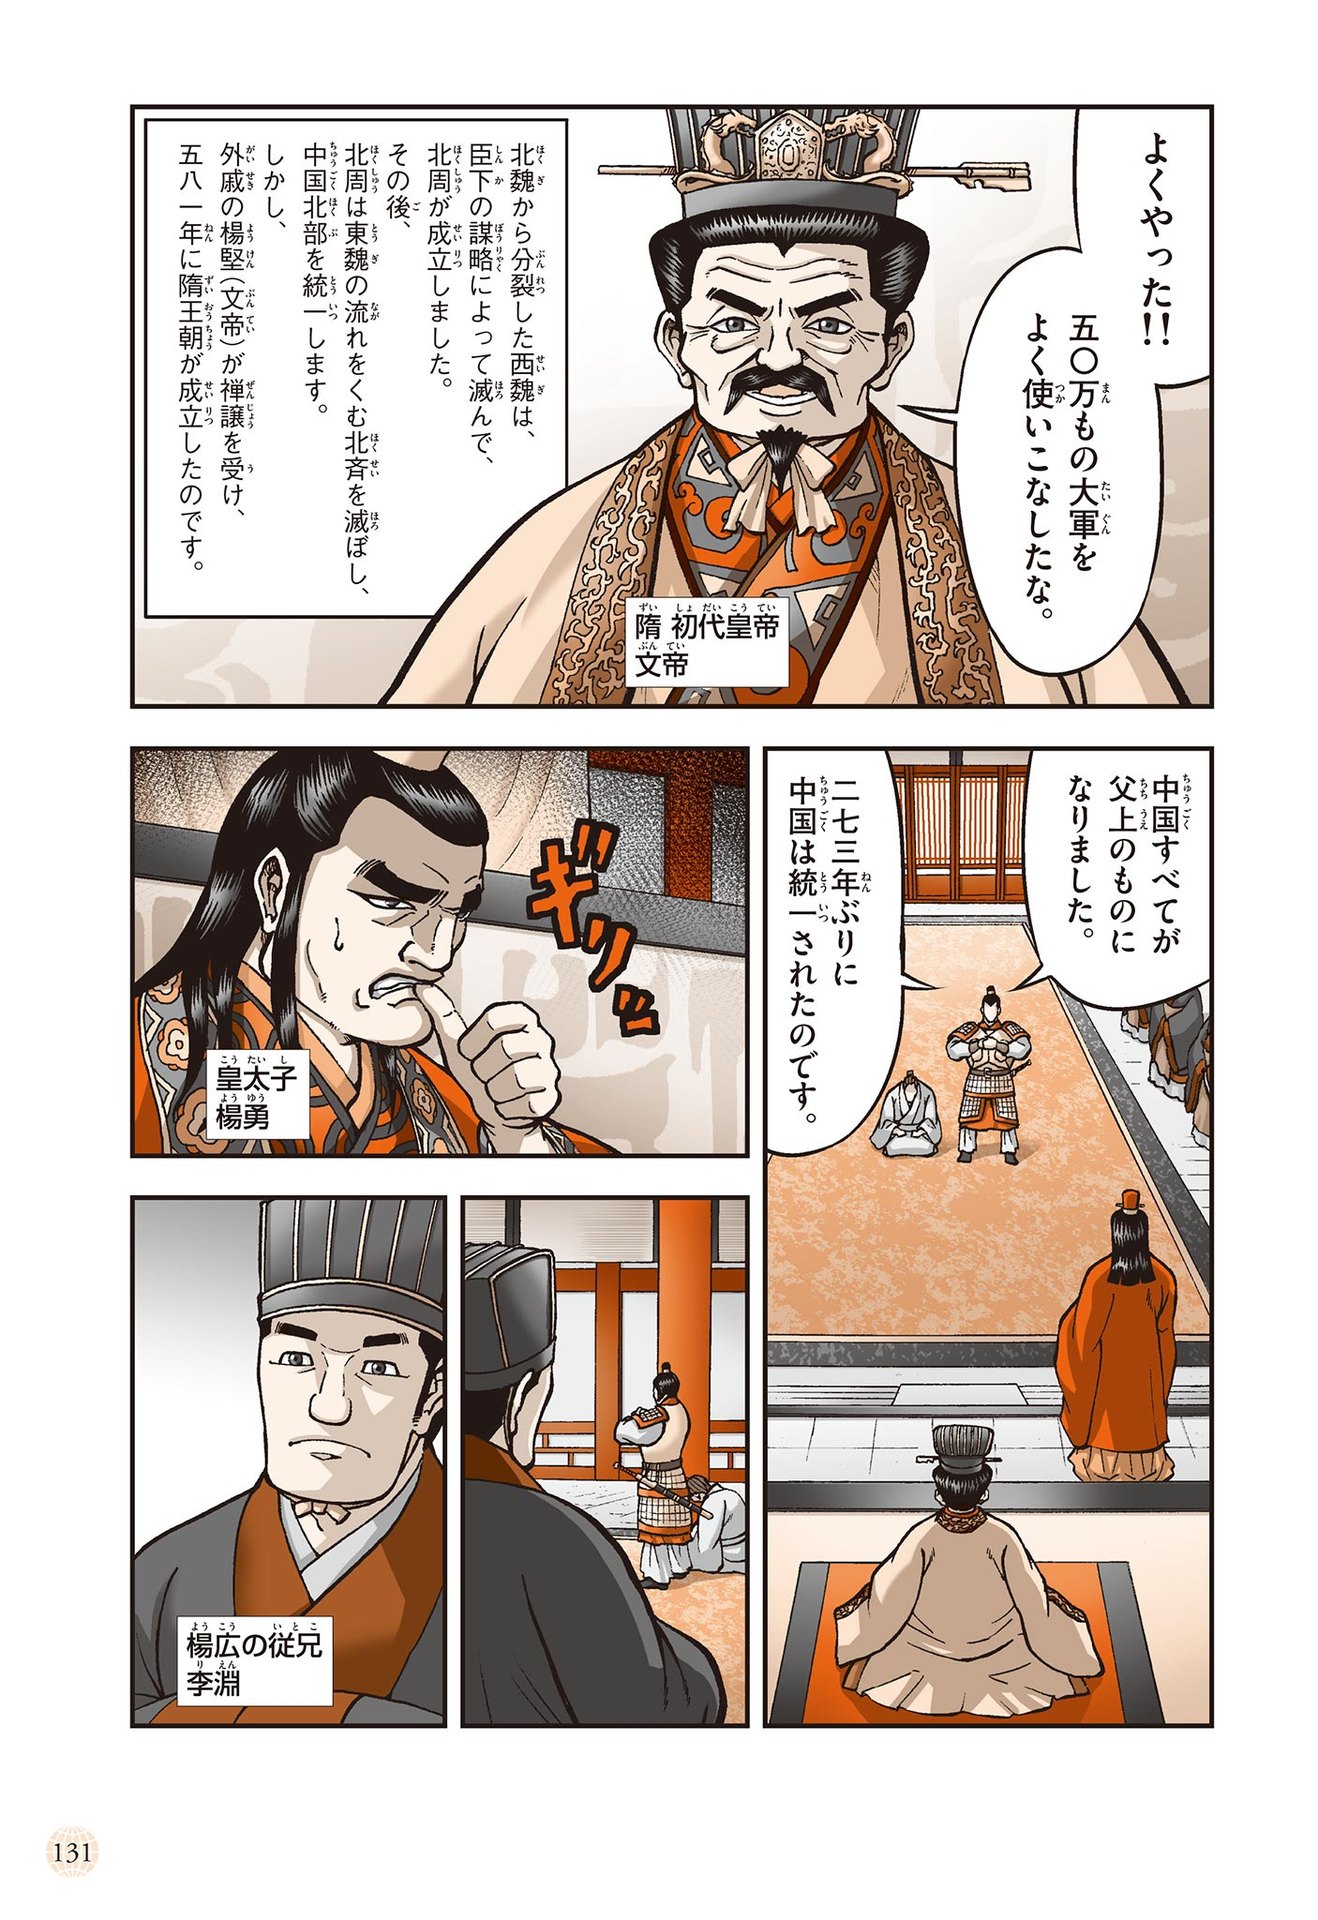 よくやった!!
五〇万もの大軍を
よく使いこなしたな。
隋 初代皇帝
文帝
北魏から分裂した西魏は、
臣下の謀略によって滅んで、
北周が成立しました。
その後、
北周は東魏の流れをくむ北斉を滅ぼし、
中国北部を統一します。
しかし、
外戚の楊堅(文帝)が禅譲を受け、
五八一年に隋王朝が成立したのです。
中国すべてが
父上のものに
なりました。
二七三年ぶりに
中国は統一されたのです。
ギリッ
皇太子
楊勇
楊広の従兄
李淵
131